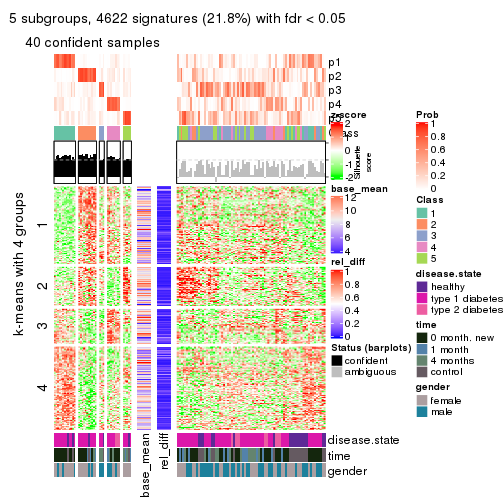 5 subgroups, 4622 signatures (21.8%) with fdr < 0.05
40 confident samples
p1
p2
p3
p4
Class
z-score
2
-2
Silhouette
score
k-means with 4 groups
1
2
3
4
base_mean
12
10
8
6
4
rel_diff
1
0.8
0.6
0.4
0.2
0
Status (barplots)
confident
ambiguous
Prob
1
0.8
0.6
0.4
0.2
0
Class
1
2
3
4
5
disease.state
healthy
type 1 diabetes
type 2 diabetes
time
0 month. new
1 month
4 months
control
gender
female
male
disease.state
time
gender
base_mean
rel_diff